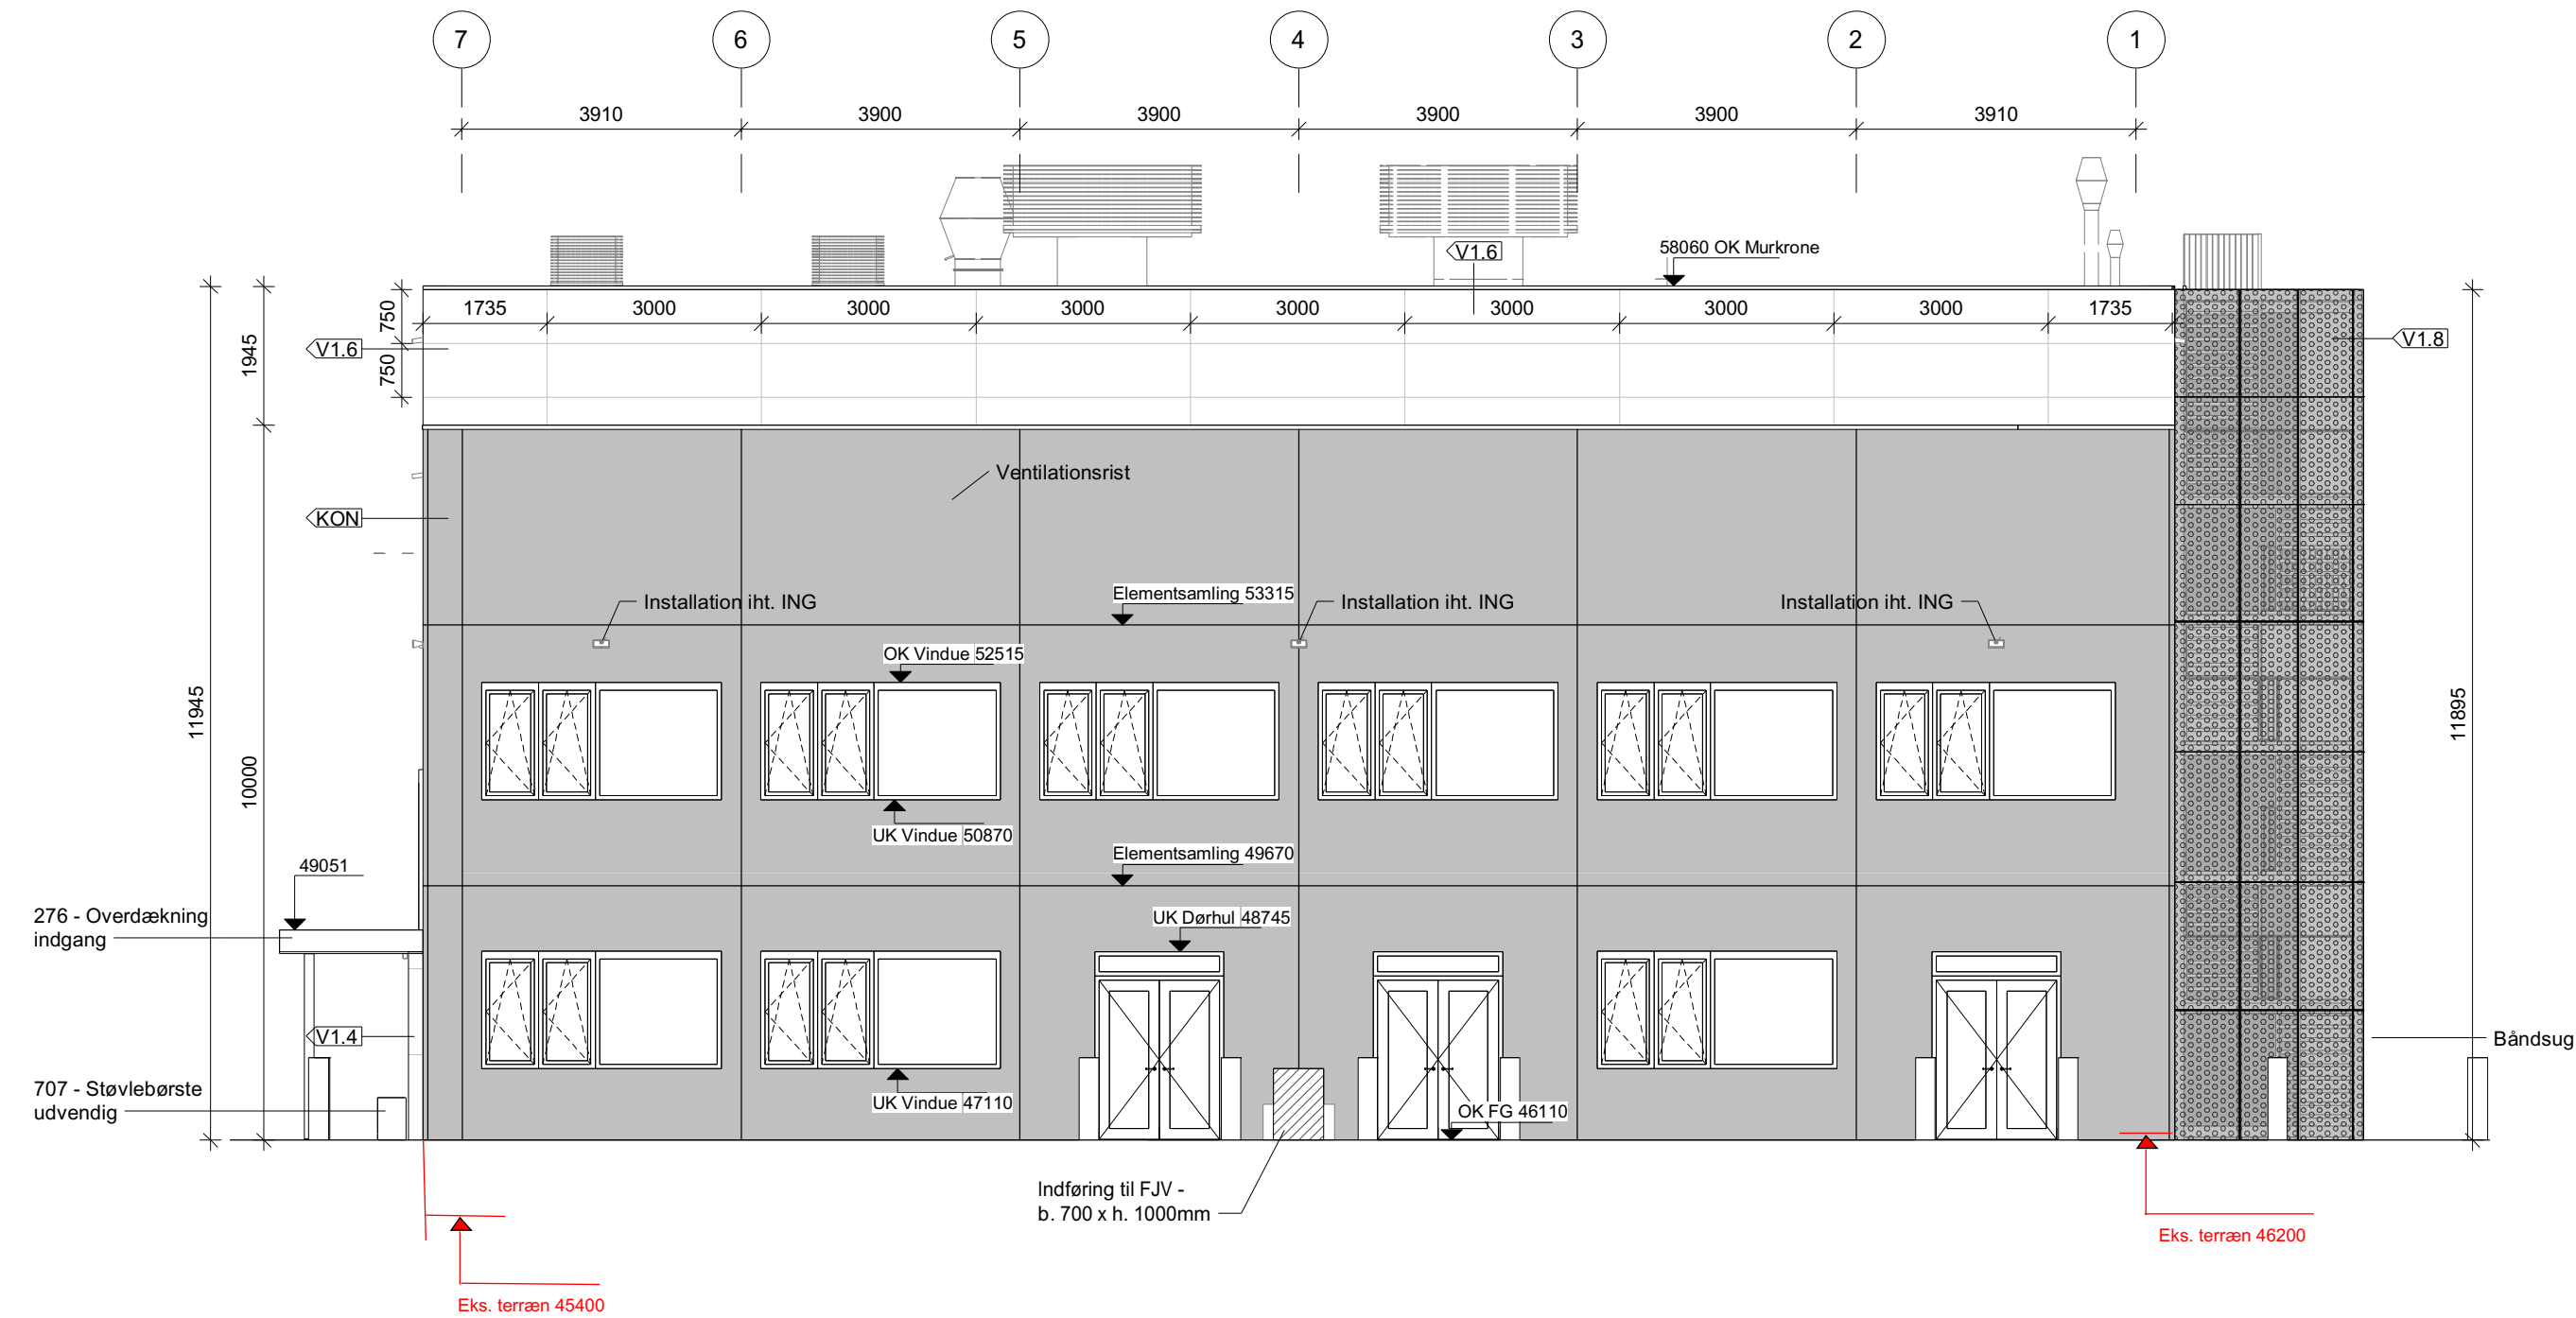 7 6 5 4 3 2 1
3910 3900 3900 3900 3900 3910
58060 OK Murkrone
V1.6
1735 3000 3000 3000 3000 3000 3000 3000 1735
750
750
1945
V1.6
V1.8
Ventilationsrist
KON
Elementsamling 53315
Installation iht. ING
Installation iht. ING
Installation iht. ING
OK Vindue 52515
11945
10000
11895
UK Vindue 50870
Elementsamling 49670
49051
276 - Overdækning
indgang
UK Dørhul 48745
V1.4
Båndsug
707 - Støvlebørste
udvendig
UK Vindue 47110
OK FG 46110
Indføring til FJV -
b. 700 x h. 1000mm
Eks. terræn 46200
Eks. terræn 45400